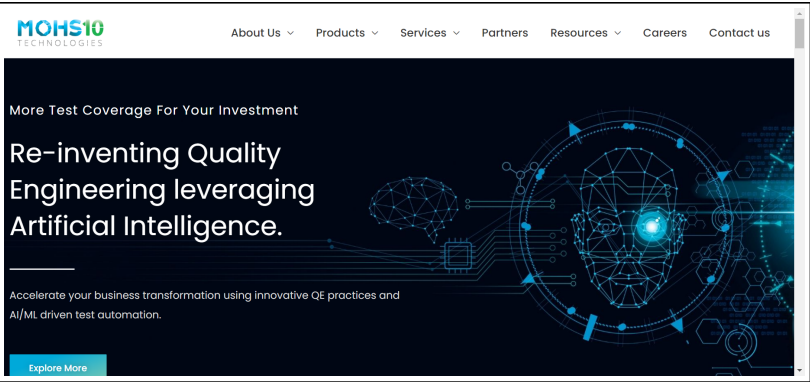 MOHS10
TECHNOLOGIES
About Us
Products
Services
Partners
Resources
Careers
Contact us
More Test Coverage For Your Investment
Re-inventing Quality
Engineering leveraging
Artificial Intelligence.
Accelerate your business transformation using innovative QE practices and
AI/ML driven test automation.
Explore More